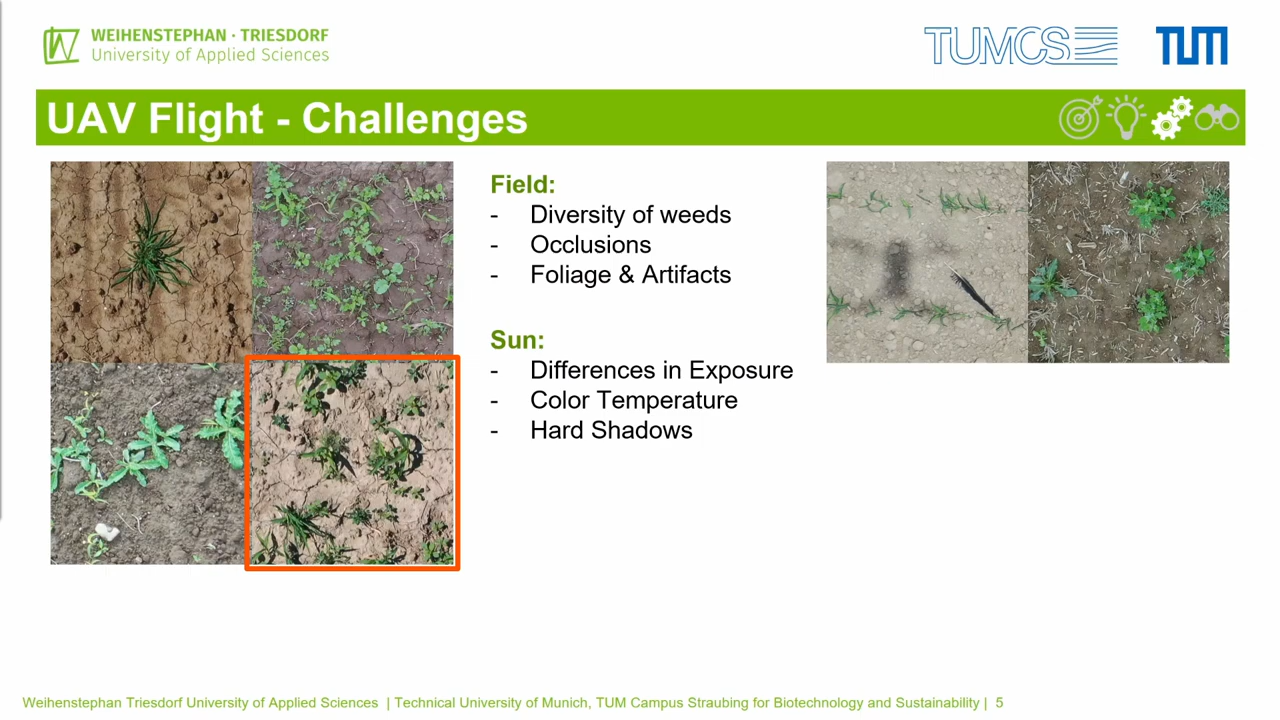 WEIHENSTEPHAN · TRIESDORF
University of Applied Sciences
TUMCS
TUM
UAV Flight - Challenges
Field:
- Diversity of weeds
- Occlusions
- Foliage & Artifacts
Sun:
- Differences in Exposure
- Color Temperature
- Hard Shadows
Weihenstephan Triesdorf University of Applied Sciences | Technical University of Munich, TUM Campus Straubing for Biotechnology and Sustainability | 5